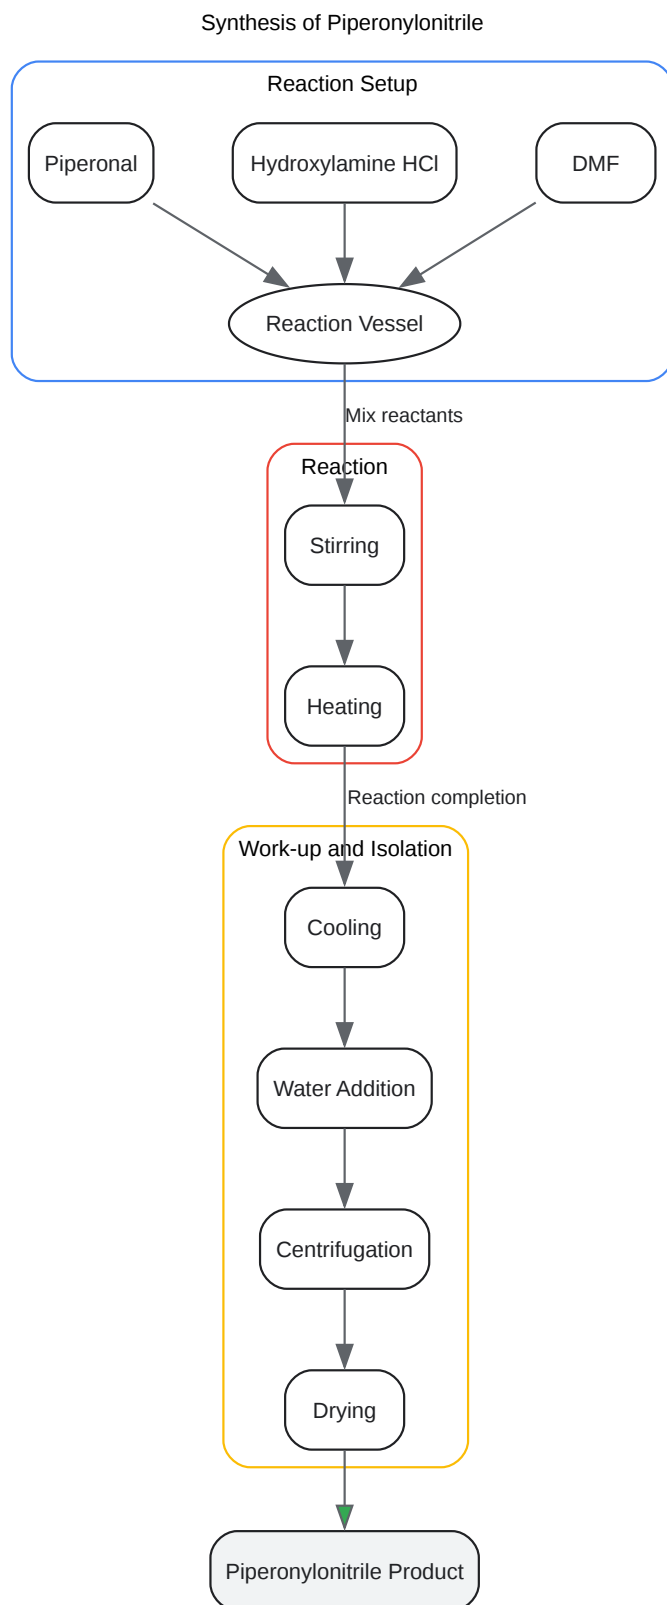 Synthesis of Piperonylonitrile
Reaction Setup
Piperonal
Hydroxylamine HCl
DMF
Reaction Vessel
Mix reactants
Reaction
Stirring
Heating
Reaction completion
Work-up and Isolation
Cooling
Water Addition
Centrifugation
Drying
Piperonylonitrile Product